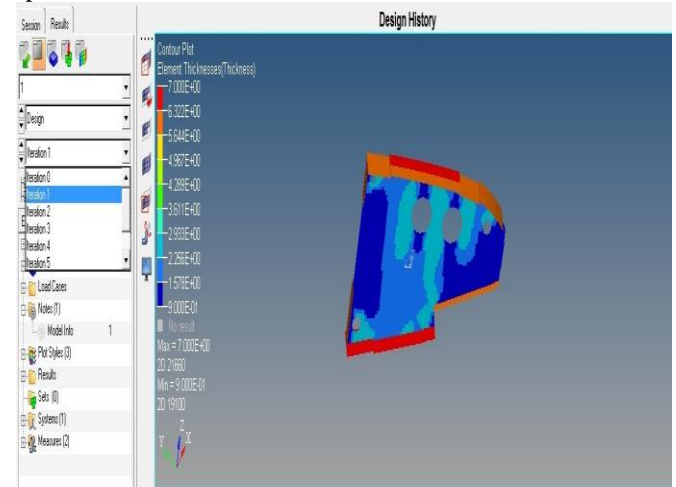 Session
Results
Design History
1
Design
Iteration 1
Iteration 0
Iteration 1
Iteration 2
Iteration 3
Iteration 4
Iteration 5
Load Cases
Notes (1)
Model Info 1
Plot Styles (3)
Results
Sets (0)
Systems (1)
Measures (2)
Contour Plot
Element Thicknesses(Thickness)
7.000E+00
6.322E+00
5.644E+00
4.967E+00
4.289E+00
3.611E+00
2.933E+00
2.256E+00
1.578E+00
9.000E-01
No result
Max = 7.000E+00
2D 21660
Min = 9.000E-01
2D 19100
Z
Y X